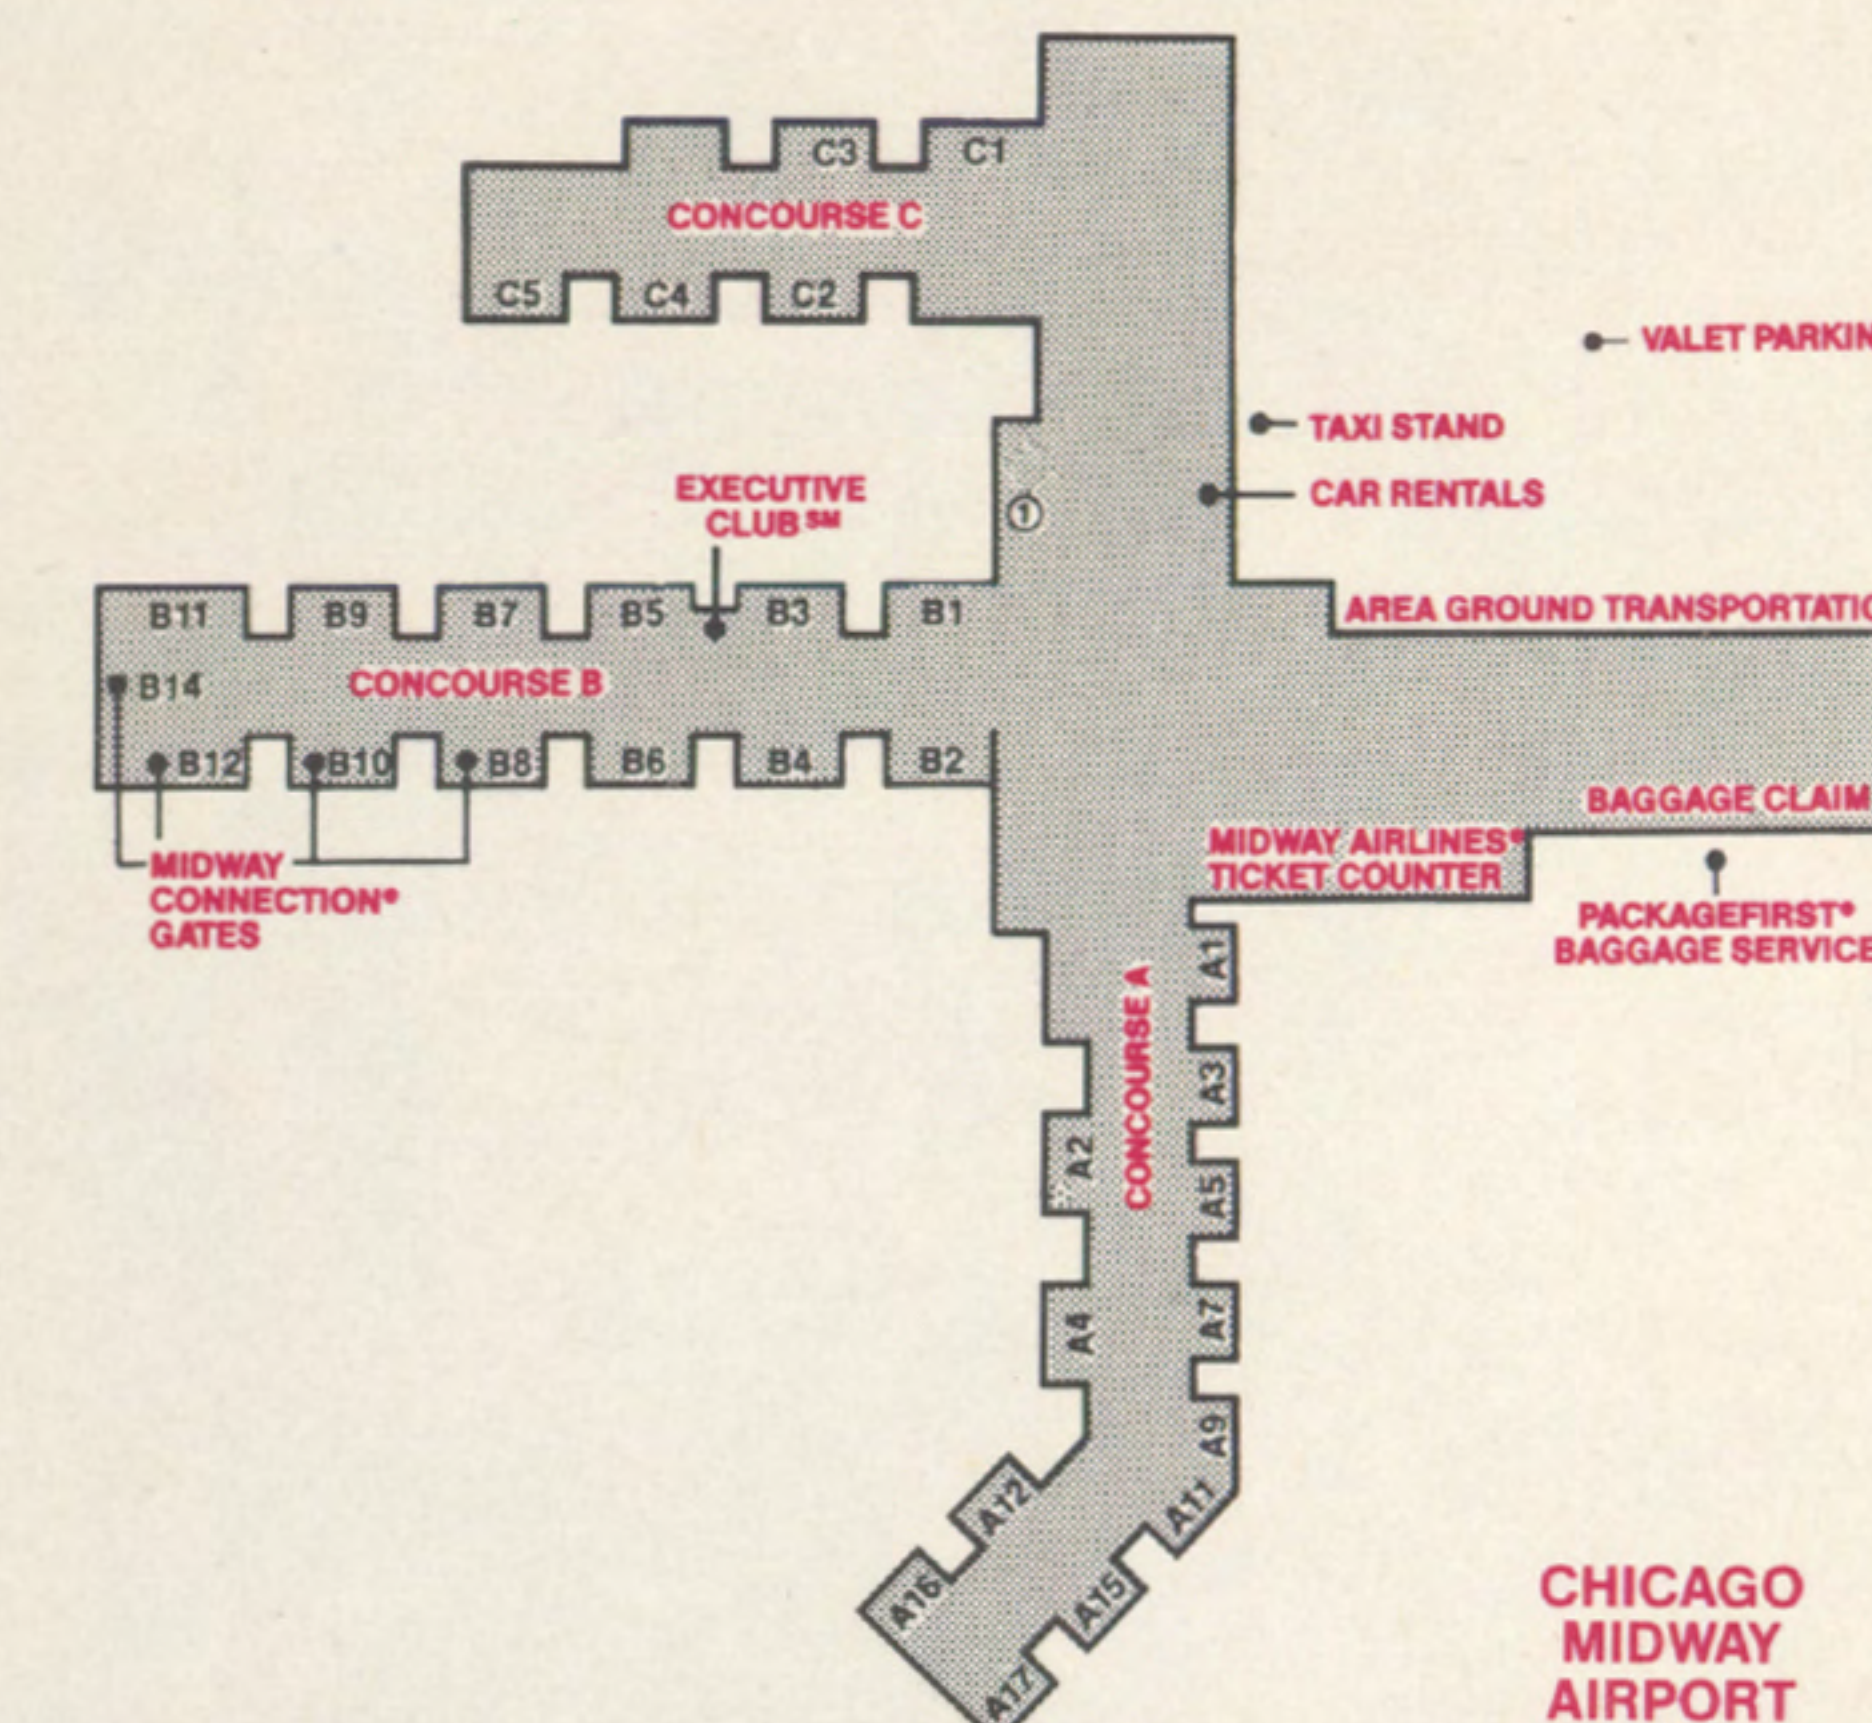 C3
C1
CONCOURSE C
C5
C4
C2
VALET PARKIN
TAXI STAND
CAR RENTALS
EXECUTIVE
CLUB℠
1
B11
B9
B7
B5
B3
B1
AREA GROUND TRANSPORTATIO
B14
CONCOURSE B
B12
B10
B8
B6
B4
B2
BAGGAGE CLAIM
MIDWAY AIRLINES®
TICKET COUNTER
MIDWAY
CONNECTION®
GATES
PACKAGEFIRST®
BAGGAGE SERVICE
A1
CONCOURSE A
A3
A2
A5
A4
A7
A9
A12
A11
A16
A15
A17
CHICAGO
MIDWAY
AIRPORT